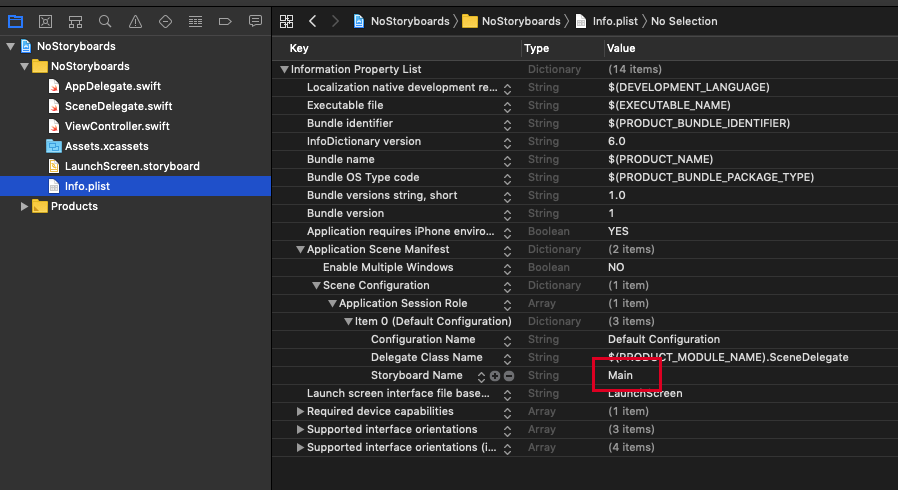 NoStoryboards
NoStoryboards
AppDelegate.swift
SceneDelegate.swift
ViewController.swift
Assets.xcassets
LaunchScreen.storyboard
Info.plist
Products
NoStoryboards NoStoryboards Info.plist No Selection
Key Type Value
Information Property List Dictionary (14 items)
Localization native development re... String $(DEVELOPMENT_LANGUAGE)
Executable file String $(EXECUTABLE_NAME)
Bundle identifier String $(PRODUCT_BUNDLE_IDENTIFIER)
InfoDictionary version String 6.0
Bundle name String $(PRODUCT_NAME)
Bundle OS Type code String $(PRODUCT_BUNDLE_PACKAGE_TYPE)
Bundle versions string, short String 1.0
Bundle version String 1
Application requires iPhone enviro... Boolean YES
Application Scene Manifest Dictionary (2 items)
Enable Multiple Windows Boolean NO
Scene Configuration Dictionary (1 item)
Application Session Role Array (1 item)
Item 0 (Default Configuration) Dictionary (3 items)
Configuration Name String Default Configuration
Delegate Class Name String $(PRODUCT_MODULE_NAME).SceneDelegate
Storyboard Name String Main
Launch screen interface file base... String LaunchScreen
Required device capabilities Array (1 item)
Supported interface orientations Array (3 items)
Supported interface orientations (i... Array (4 items)